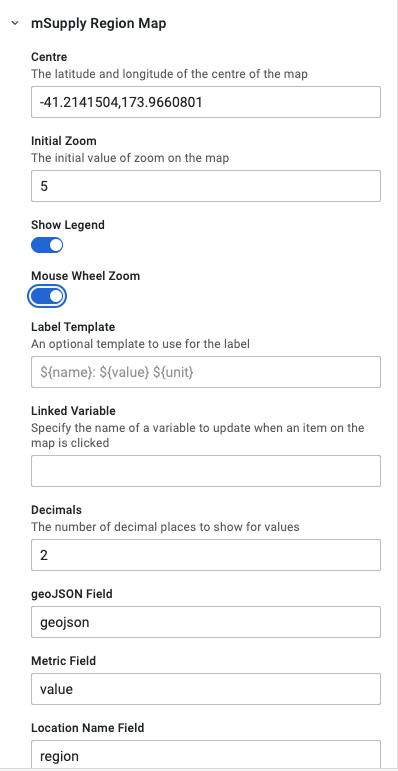 mSupply Region Map
Centre
The latitude and longitude of the centre of the map
-41.2141504,173.9660801
Initial Zoom
The initial value of zoom on the map
5
Show Legend
Mouse Wheel Zoom
Label Template
An optional template to use for the label
${name}: ${value} ${unit}
Linked Variable
Specify the name of a variable to update when an item on the
map is clicked
Decimals
The number of decimal places to show for values
2
geoJSON Field
geojson
Metric Field
value
Location Name Field
region